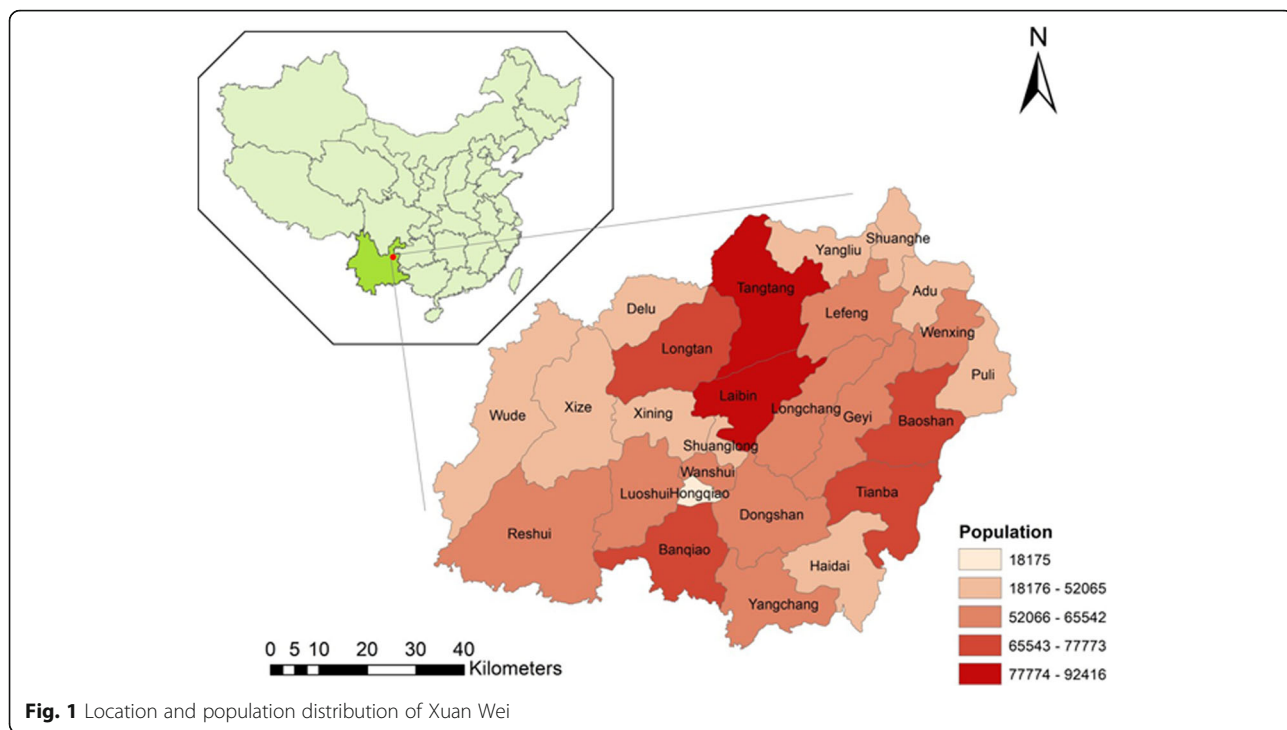 N
Shuanghe
Yangliu
Tangtang
Adu
Delu
Lefeng
Wenxing
Longtan
Puli
Laibin
Xize
Longchang
Wude
Xining
Geyi
Baoshan
Shuanglong
Wanshui
Tianba
Luoshui
Hongqiao
Dongshan
Reshui
Banqiao
Haidai
Yangchang
Population
18175
18176 - 52065
52066 - 65542
65543 - 77773
77774 - 92416
0 5 10 20 30 40
Kilometers
Fig. 1 Location and population distribution of Xuan Wei